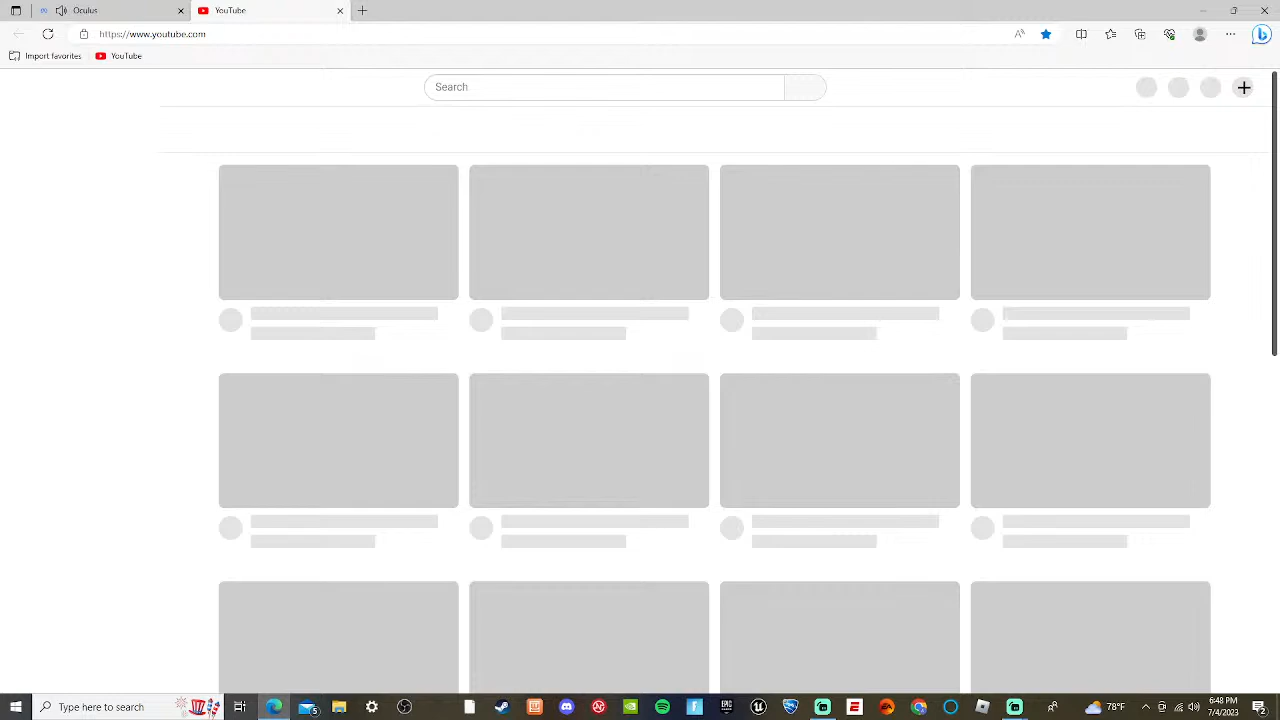 Oculus
YouTube
https://www.youtube.com
Import favorites
YouTube
Search
Type here to search
79°F
6:48 PM
7/4/2023